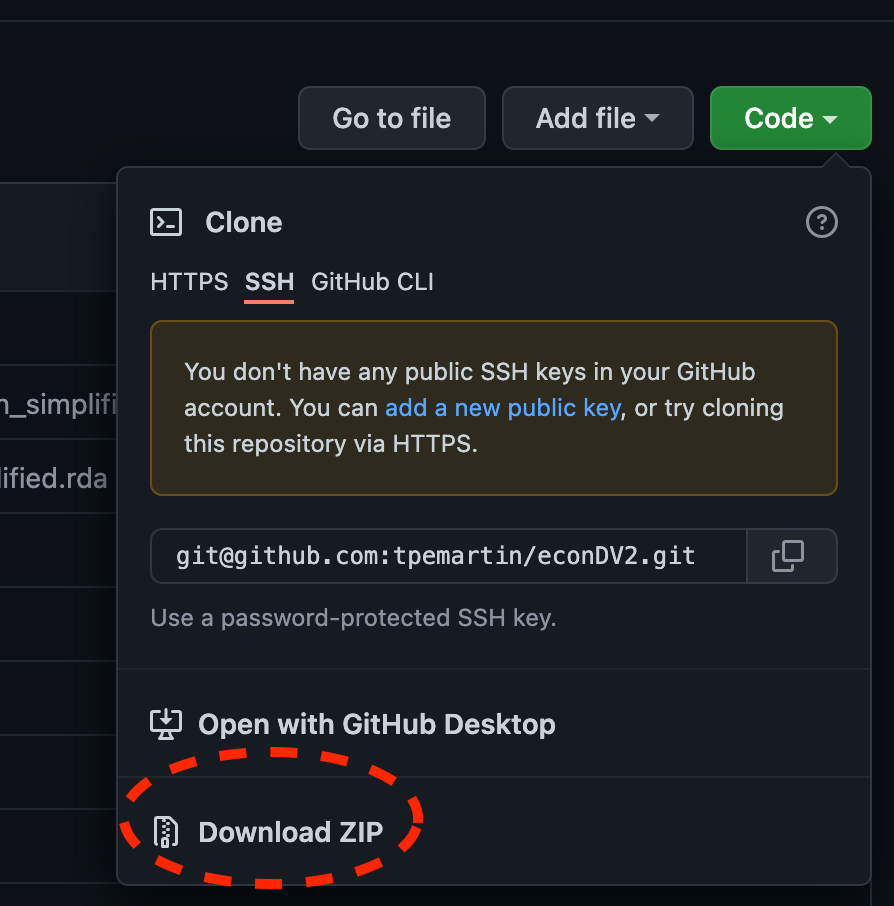 Go to file
Add file
Code
Clone
HTTPS SSH GitHub CLI
You don't have any public SSH keys in your GitHub
account. You can add a new public key, or try cloning
this repository via HTTPS.
n_simplifi
lified.rda
git@github.com:tpemartin/econDV2.git
Use a password-protected SSH key.
Open with GitHub Desktop
Download ZIP